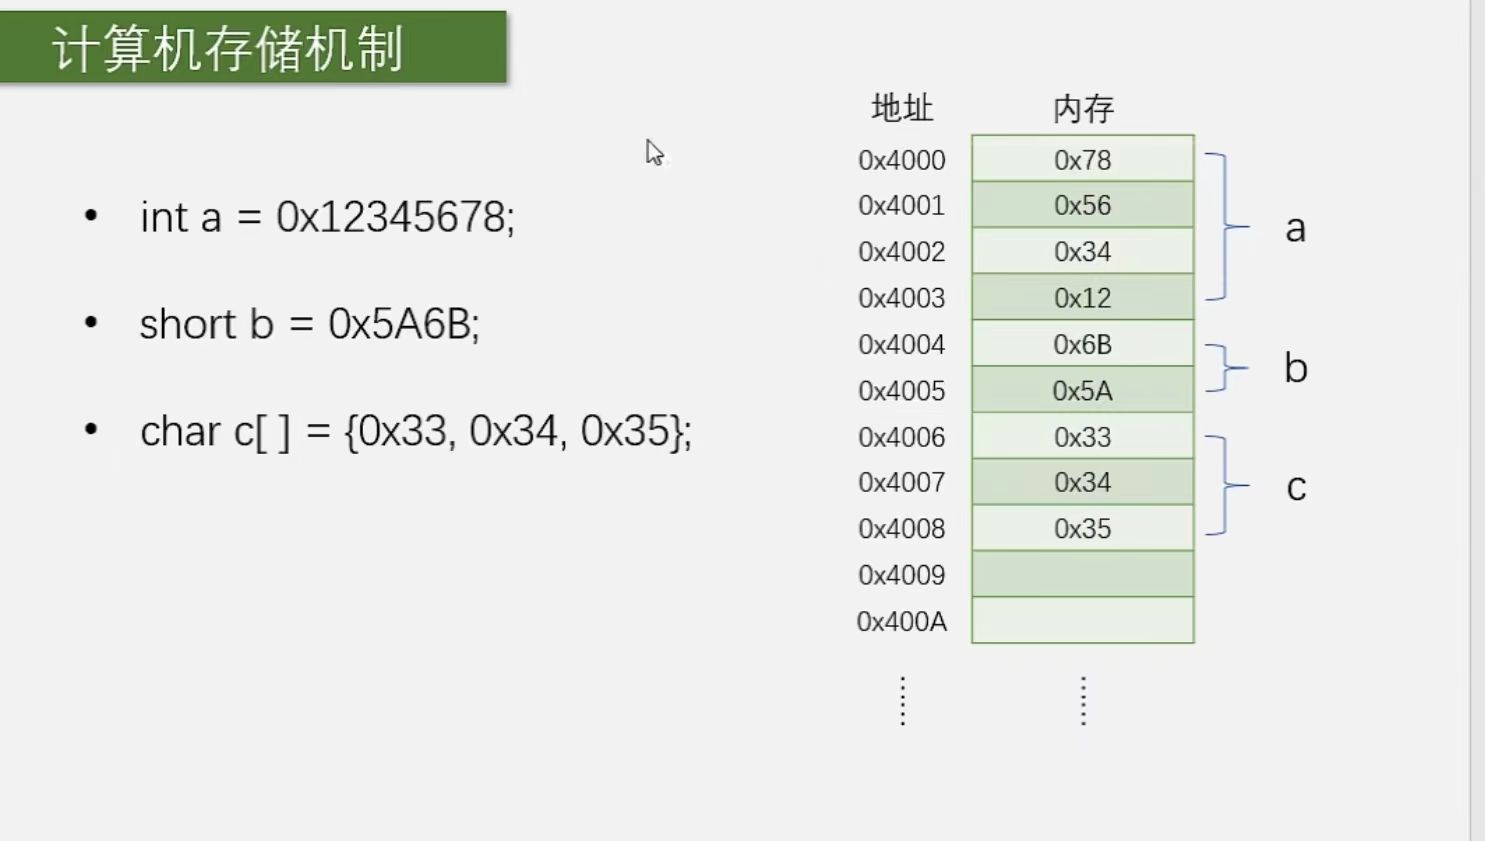 计算机存储机制
• int a = 0x12345678;
• short b = 0x5A6B;
• char c[ ] = {0x33, 0x34, 0x35};
地址 内存
0x4000 0x78
0x4001 0x56
0x4002 0x34
0x4003 0x12
a
0x4004 0x6B
0x4005 0x5A
b
0x4006 0x33
0x4007 0x34
0x4008 0x35
c
0x4009
0x400A